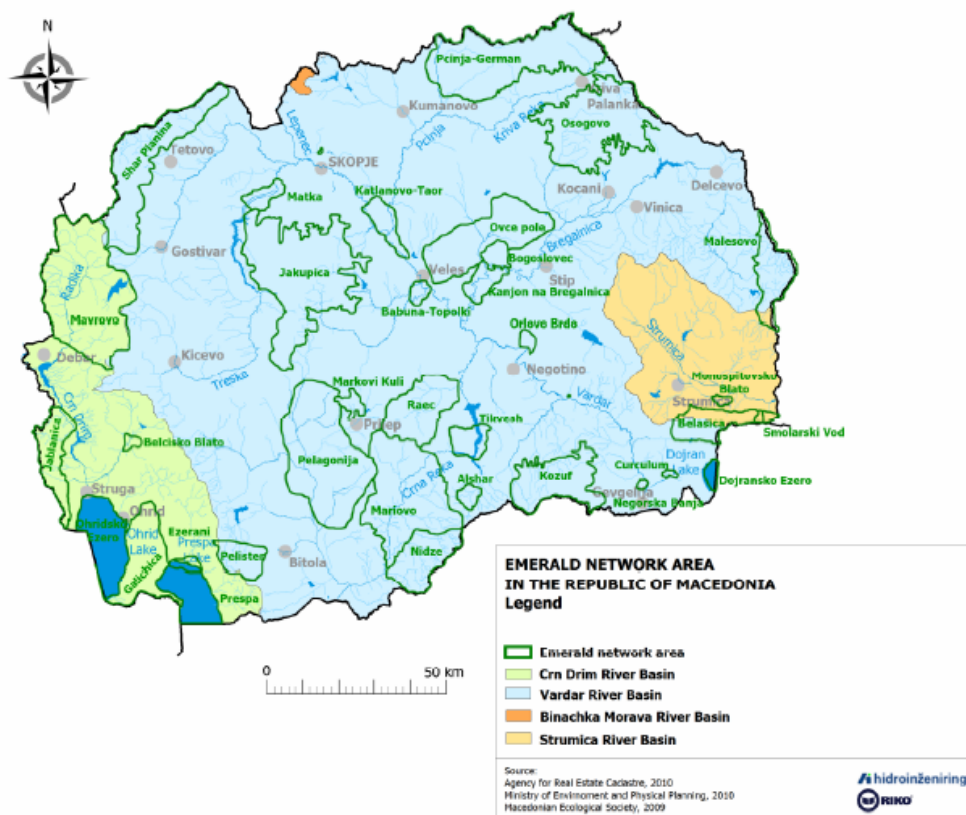 N
Pcinja-German
Kriva
Palanka
Kumanovo
Pcinja
Kriva Reka
Osogovo
Lepenec
Shar Planina
Tetovo
SKOPJE
Katlanovo-Taor
Matka
Kocani
Delcevo
Vinica
Ovce pole
Bregalnica
Malesevo
Gostivar
Jakupica
Veles
Bogoslovec
Stip
Kanjon na Bregalnica
Babuna-Topolki
Radika
Mavrovo
Orlovo Brdo
Strumica
Debar
Kicevo
Treska
Negotino
Markovi Kuli
Vardar
Monospitovsko
Blato
Strumica
Raec
Crn Drim
Prilep
Tikvesh
Belasica
Smolarski Vod
Jablanica
Belcisko Blato
Pelagonija
Dojran
Lake
Crna Reka
Alshar
Kozuf
Curculum
Dojransko Ezero
Struga
Gevgelija
Negorska Banja
Ohrid
Mariovo
Ohridsko
Ezero
Ohrid
Lake
Ezerani
Prespa
Lake
Pelister
Bitola
Nidze
Galichica
Prespa
0 50 km
EMERALD NETWORK AREA
IN THE REPUBLIC OF MACEDONIA
Legend
Emerald network area
Crn Drim River Basin
Vardar River Basin
Binachka Morava River Basin
Strumica River Basin
Source:
Agency for Real Estate Cadastre, 2010
Ministry of Environment and Physical Planning, 2010
Macedonian Ecological Society, 2009
hidroinženiring
RIKO